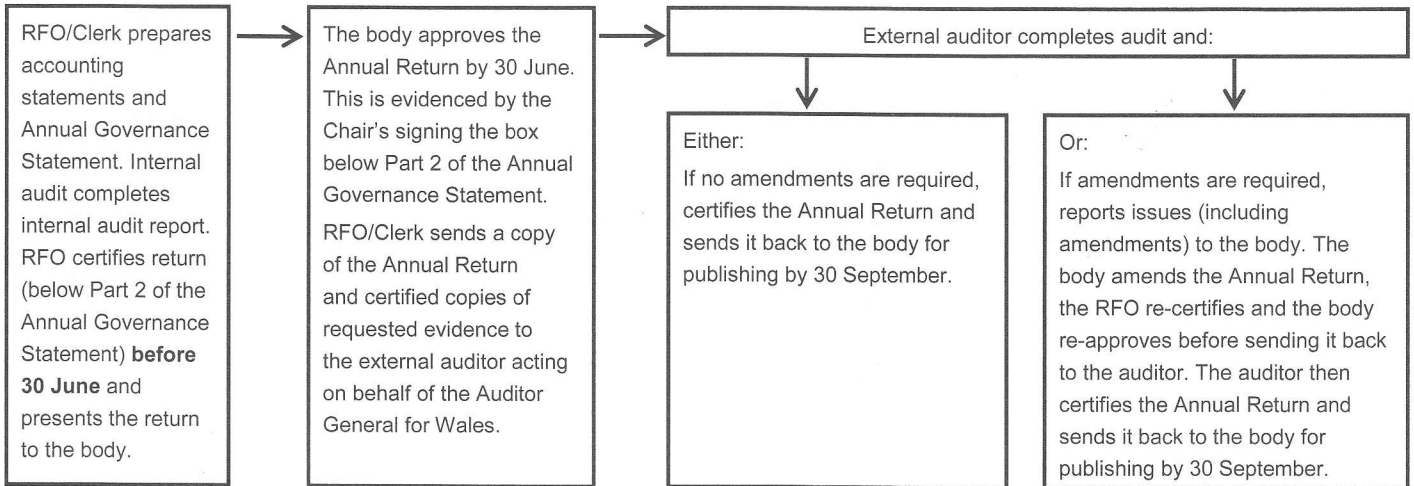 RFO/Clerk prepares
accounting
statements and
Annual Governance
Statement. Internal
audit completes
internal audit report.
RFO certifies return
(below Part 2 of the
Annual Governance
Statement) before
30 June and
presents the return
to the body.
The body approves the
Annual Return by 30 June.
This is evidenced by the
Chair's signing the box
below Part 2 of the Annual
Governance Statement.
RFO/Clerk sends a copy
of the Annual Return
and certified copies of
requested evidence to
the external auditor acting
on behalf of the Auditor
General for Wales.
External auditor completes audit and:
Either:
If no amendments are required,
certifies the Annual Return and
sends it back to the body for
publishing by 30 September.
Or:
If amendments are required,
reports issues (including
amendments) to the body. The
body amends the Annual Return,
the RFO re-certifies and the body
re-approves before sending it back
to the auditor. The auditor then
certifies the Annual Return and
sends it back to the body for
publishing by 30 September.